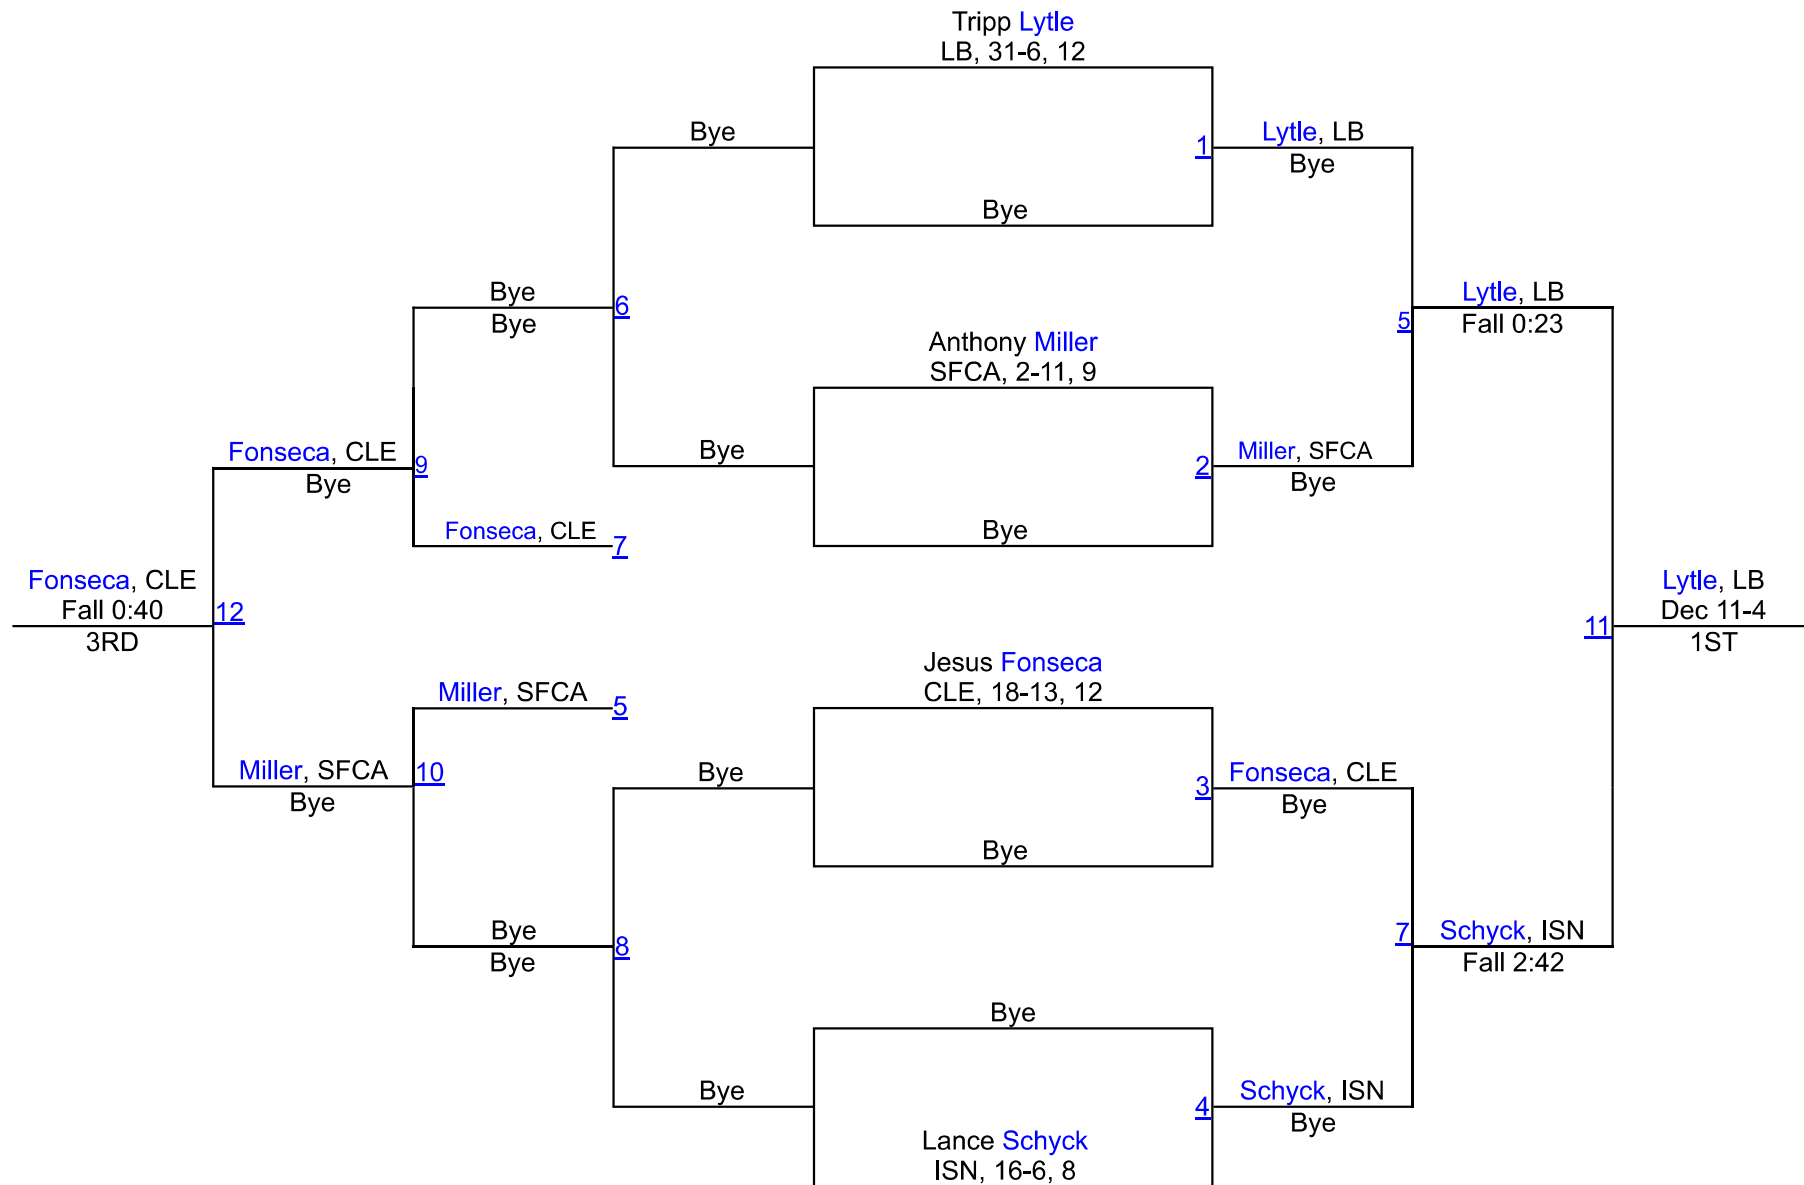 Tripp Lytle
LB, 31-6, 12
Bye
1
Lytle, LB
Bye
Bye
Bye
Bye
6
Lytle, LB
Fall 0:23
5
Anthony Miller
SFCA, 2-11, 9
Fonseca, CLE
Bye
9
Bye
2
Miller, SFCA
Bye
Fonseca, CLE
7
Bye
Fonseca, CLE
Fall 0:40
3RD
12
11
Lytle, LB
Dec 11-4
1ST
Jesus Fonseca
CLE, 18-13, 12
Miller, SFCA
5
Miller, SFCA
Bye
10
Bye
3
Fonseca, CLE
Bye
Bye
Bye
Bye
8
7
Schyck, ISN
Fall 2:42
Bye
Bye
4
Schyck, ISN
Bye
Lance Schyck
ISN, 16-6, 8